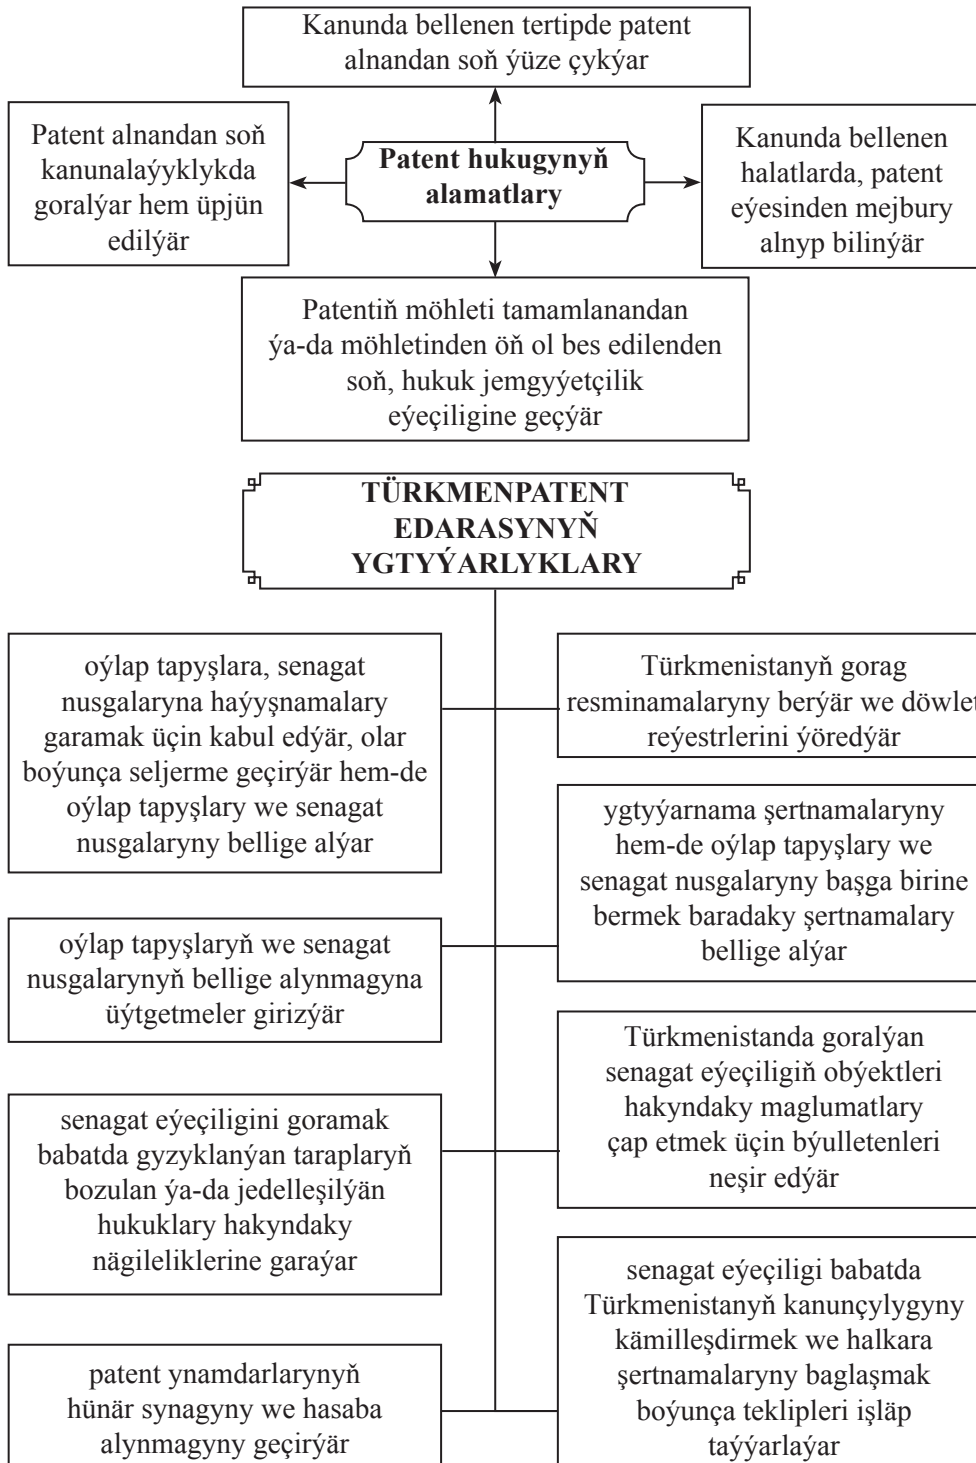 Kanunda bellenen tertipde patent
alnandan soň ýüze çykýar
Patent alnandan soň
kanunalaýyklykda
goralýar hem üpjün
edilýär
Patent hukugynyň
alamatlary
Kanunda bellenen
halatlarda, patent
eýesinden mejbury
alnyp bilinýär
Patentiň möhleti tamamlanandan
ýa-da möhletinden öň ol bes edilenden
soň, hukuk jemgyýetçilik
eýeçiligine geçýär
TÜRKMENPATENT
EDARASYNYŇ
YGTYÝARLYKLARY
oýlap tapyşlara, senagat
nusgalaryna haýyşnamalary
garamak üçin kabul edýär, olar
boýunça seljerme geçirýär hem-de
oýlap tapyşlary we senagat
nusgalaryny bellige alýar
Türkmenistanyň gorag
resminamalaryny berýär we döwlet
reýestrlerini ýöredýär
ygtyýarnama şertnamalaryny
hem-de oýlap tapyşlary we
senagat nusgalaryny başga birine
bermek baradaky şertnamalary
bellige alýar
oýlap tapyşlaryň we senagat
nusgalarynyň bellige alynmagyna
üýtgetmeler girizýär
Türkmenistanda goralýan
senagat eýeçiligiň obýektleri
hakyndaky maglumatlary
çap etmek üçin býulletenleri
neşir edýär
senagat eýeçiligini goramak
babatda gyzyklanýan taraplaryň
bozulan ýa-da jedelleşilýän
hukuklary hakyndaky
nägileliklerine garaýar
senagat eýeçiligi babatda
Türkmenistanyň kanunçylygyny
kämilleşdirmek we halkara
şertnamalaryny baglaşmak
boýunça teklipleri işläp
taýýarlaýar
patent ynamdarlarynyň
hünär synagyny we hasaba
alynmagyny geçirýär